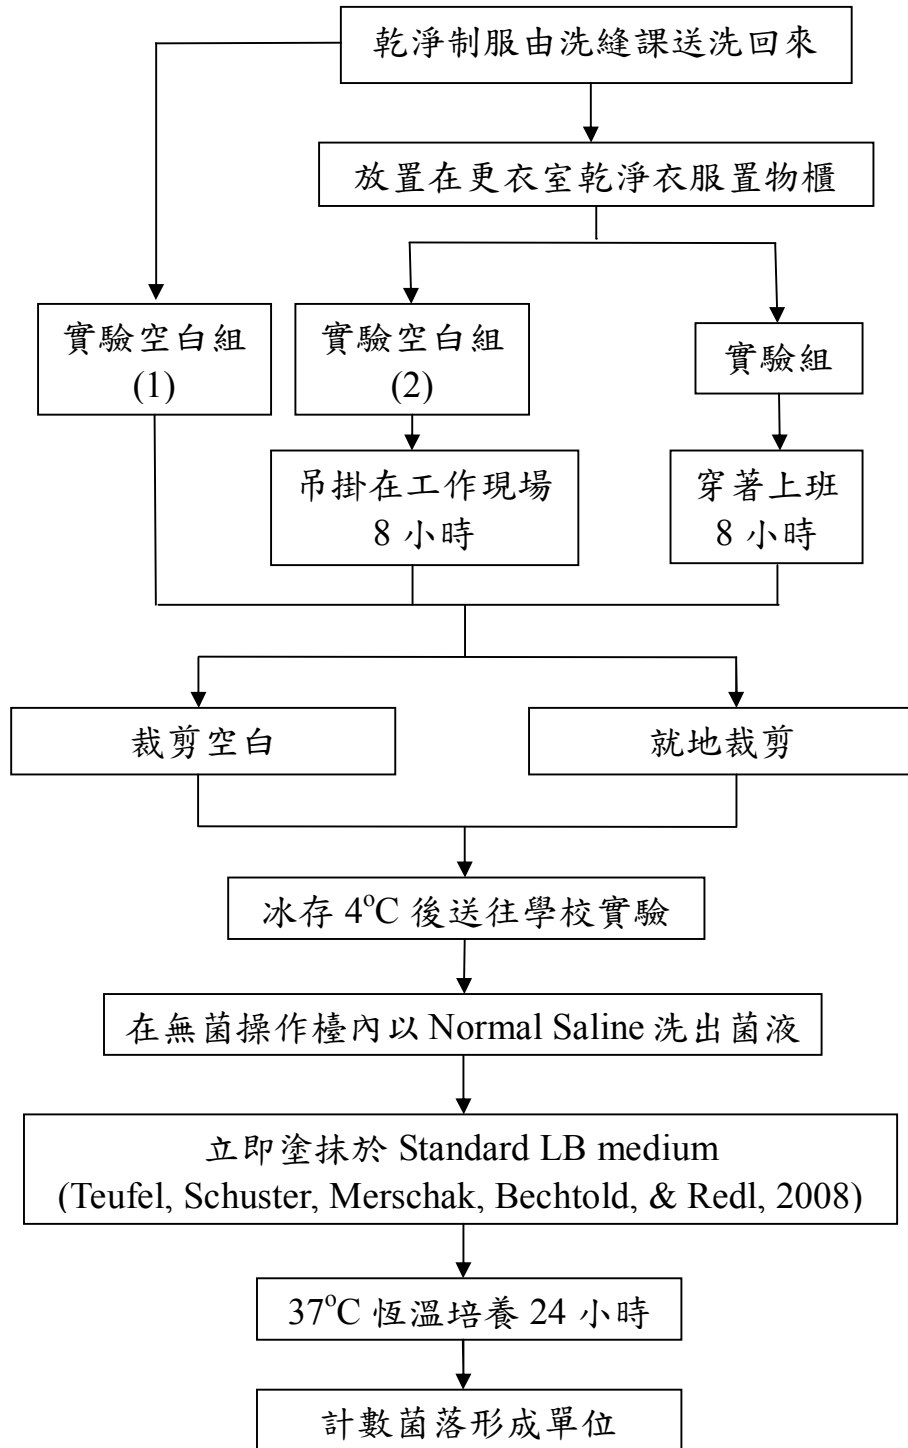 乾淨制服由洗縫課送洗回來
放置在更衣室乾淨衣服置物櫃
實驗空白組
(1)
實驗空白組
(2)
實驗組
吊掛在工作現場
8 小時
穿著上班
8 小時
裁剪空白
就地裁剪
冰存 4°C 後送往學校實驗
在無菌操作檯內以 Normal Saline 洗出菌液
立即塗抹於 Standard LB medium
(Teufel, Schuster, Merschak, Bechtold, & Redl, 2008)
37°C 恆溫培養 24 小時
計數菌落形成單位